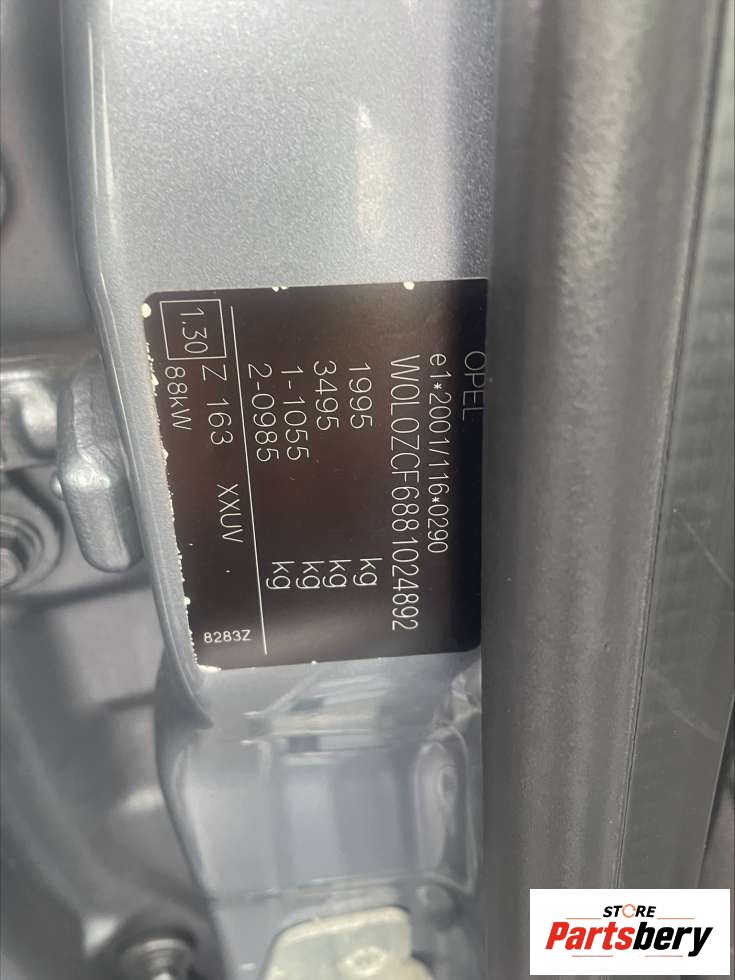 OPEL
e1*2001/116*0290
W0L0ZCF6881024892
1995 kg
3495 kg
1-1055 kg
2-0985 kg
1.30 Z 163 XXUV
88kW 8283Z
STORE
Partsbery